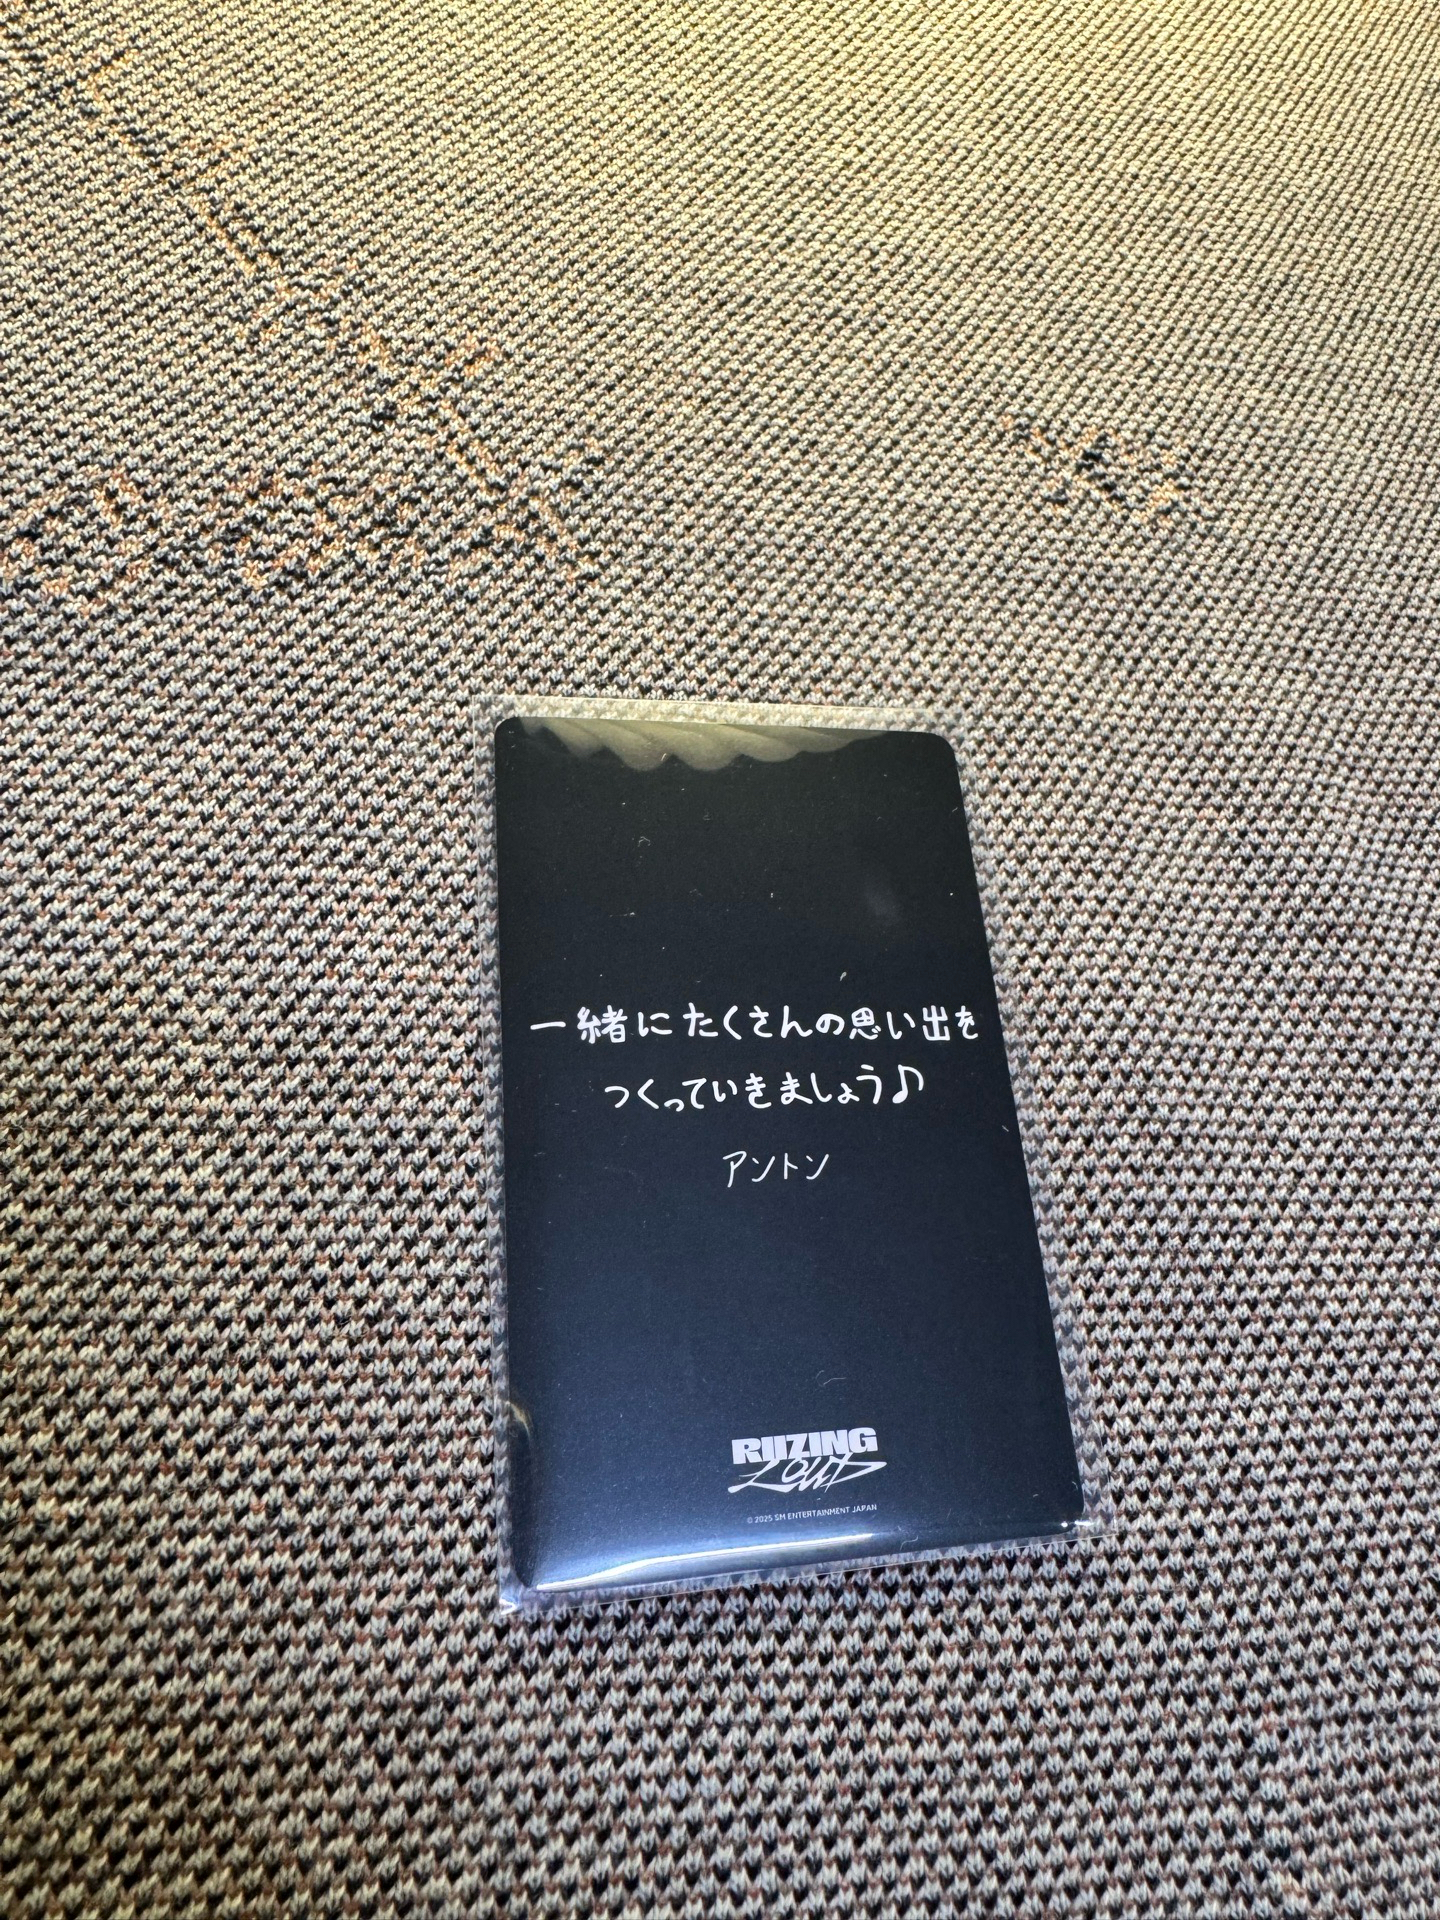 一緒にたくさんの思い出を
つくっていきましょう♪
アントン
RIIZING
LOUD
© 2025 SM ENTERTAINMENT JAPAN